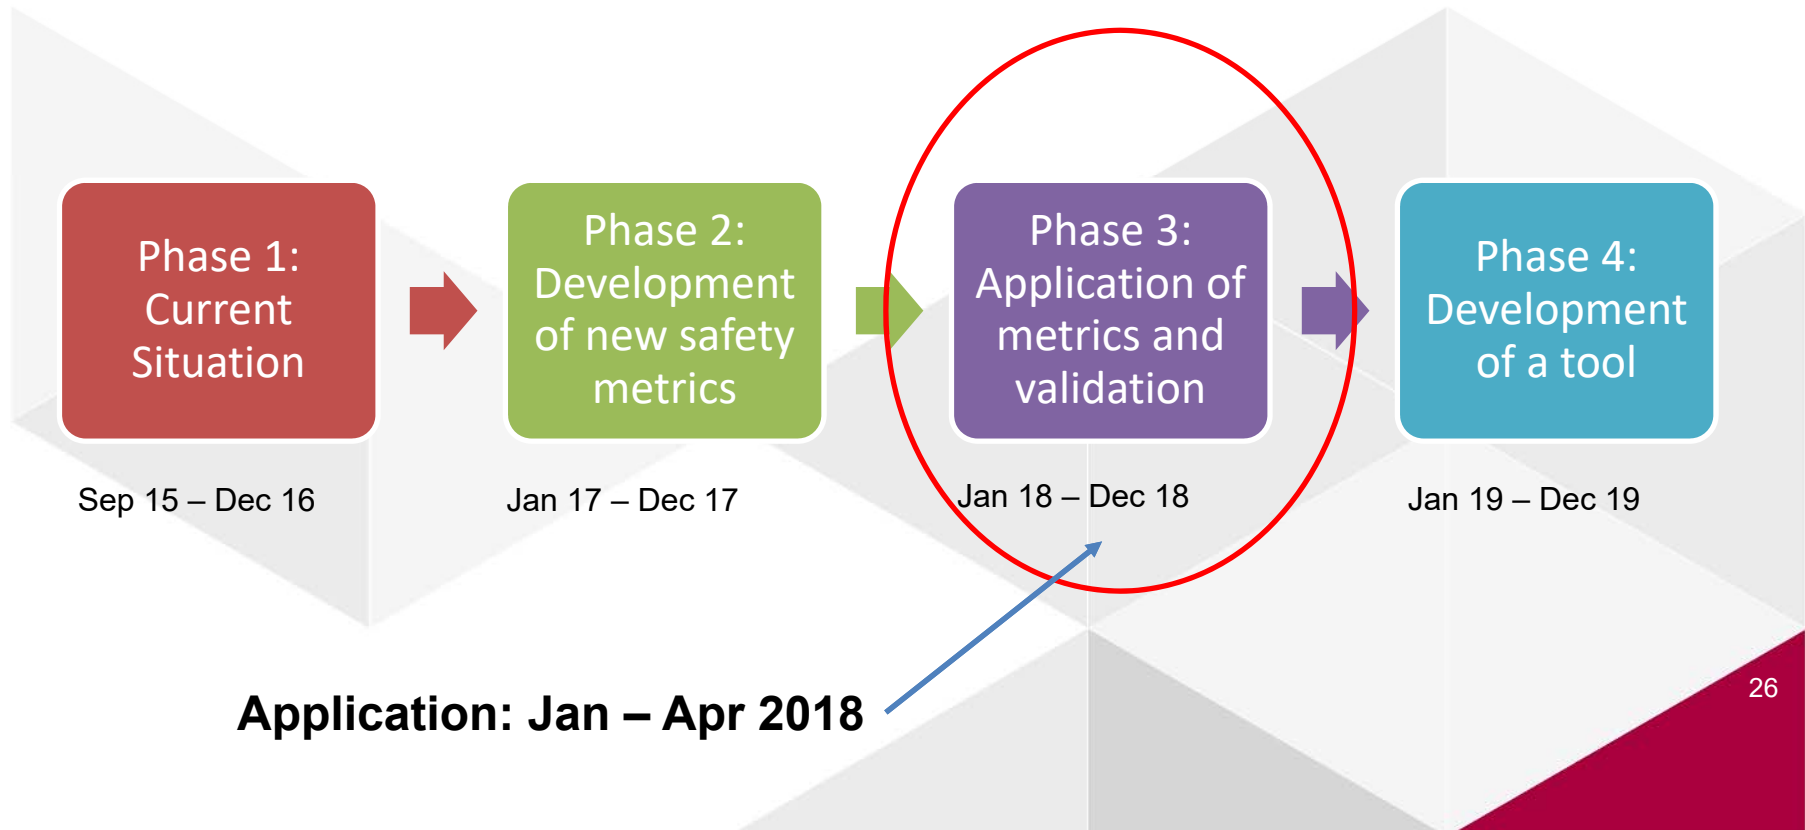 Phase 1:
Current
Situation
Phase 2:
Development
of new safety
metrics
Phase 3:
Application of
metrics and
validation
Phase 4:
Development
of a tool
Sep 15 – Dec 16
Jan 17 – Dec 17
Jan 18 – Dec 18
Jan 19 – Dec 19
Application: Jan – Apr 2018
26